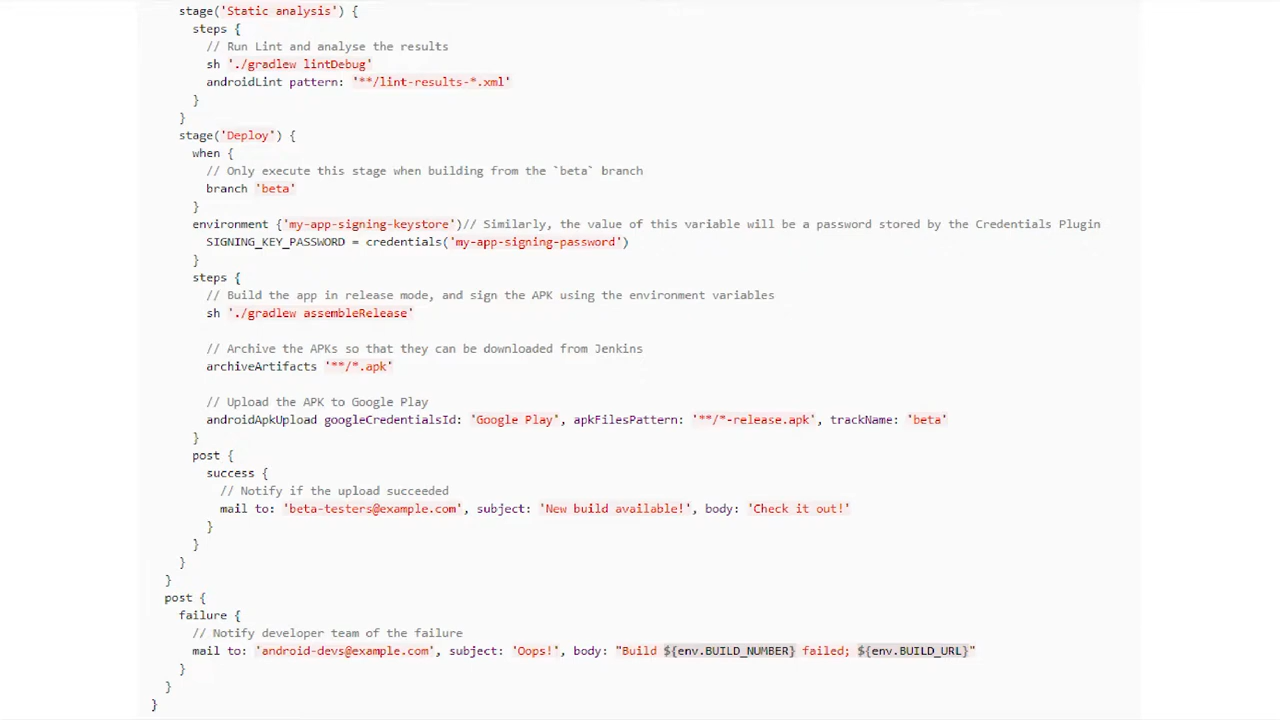 stage('Static analysis') {
steps {
// Run Lint and analyse the results
sh './gradlew lintDebug'
androidLint pattern: '**/lint-results-*.xml'
}
}
stage('Deploy') {
when {
// Only execute this stage when building from the `beta` branch
branch 'beta'
}
environment {'my-app-signing-keystore')// Similarly, the value of this variable will be a password stored by the Credentials Plugin
SIGNING_KEY_PASSWORD = credentials('my-app-signing-password')
}
steps {
// Build the app in release mode, and sign the APK using the environment variables
sh './gradlew assembleRelease'
// Archive the APKs so that they can be downloaded from Jenkins
archiveArtifacts '**/*.apk'
// Upload the APK to Google Play
androidApkUpload googleCredentialsId: 'Google Play', apkFilesPattern: '**/*-release.apk', trackName: 'beta'
}
post {
success {
// Notify if the upload succeeded
mail to: 'beta-testers@example.com', subject: 'New build available!', body: 'Check it out!'
}
}
}
}
post {
failure {
// Notify developer team of the failure
mail to: 'android-devs@example.com', subject: 'Oops!', body: "Build ${env.BUILD_NUMBER} failed; ${env.BUILD_URL}"
}
}
}